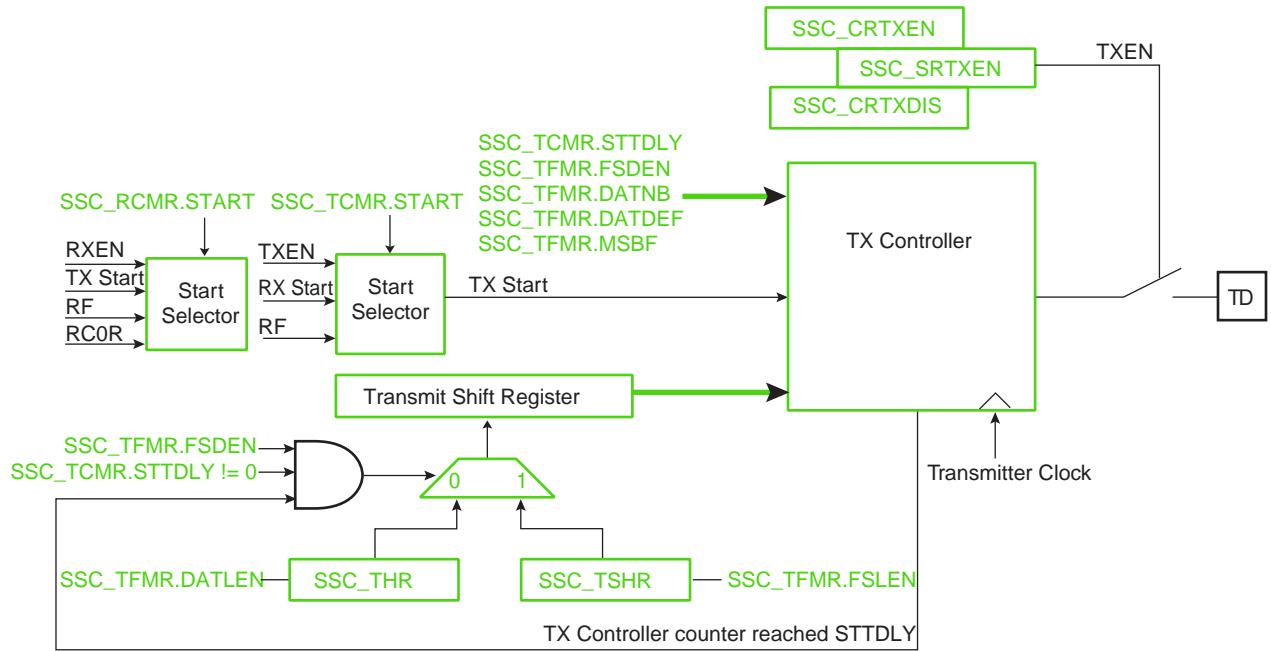 SSC_CRTXEN
SSC_SRTXEN
TXEN
SSC_CRTXDIS
SSC_TCMR.STTDLY
SSC_TFMR.FSDEN
SSC_TFMR.DATNB
SSC_TFMR.DATDEF
SSC_TFMR.MSBF
SSC_RCMR.START
SSC_TCMR.START
RXEN
TX Start
RF
RC0R
Start
Selector
TXEN
RX Start
RF
Start
Selector
TX Start
TX Controller
TD
Transmit Shift Register
Transmitter Clock
SSC_TFMR.FSDEN
SSC_TCMR.STTDLY != 0
0
1
SSC_TFMR.DATLEN
SSC_THR
SSC_TSHR
SSC_TFMR.FSLEN
TX Controller counter reached STTDLY